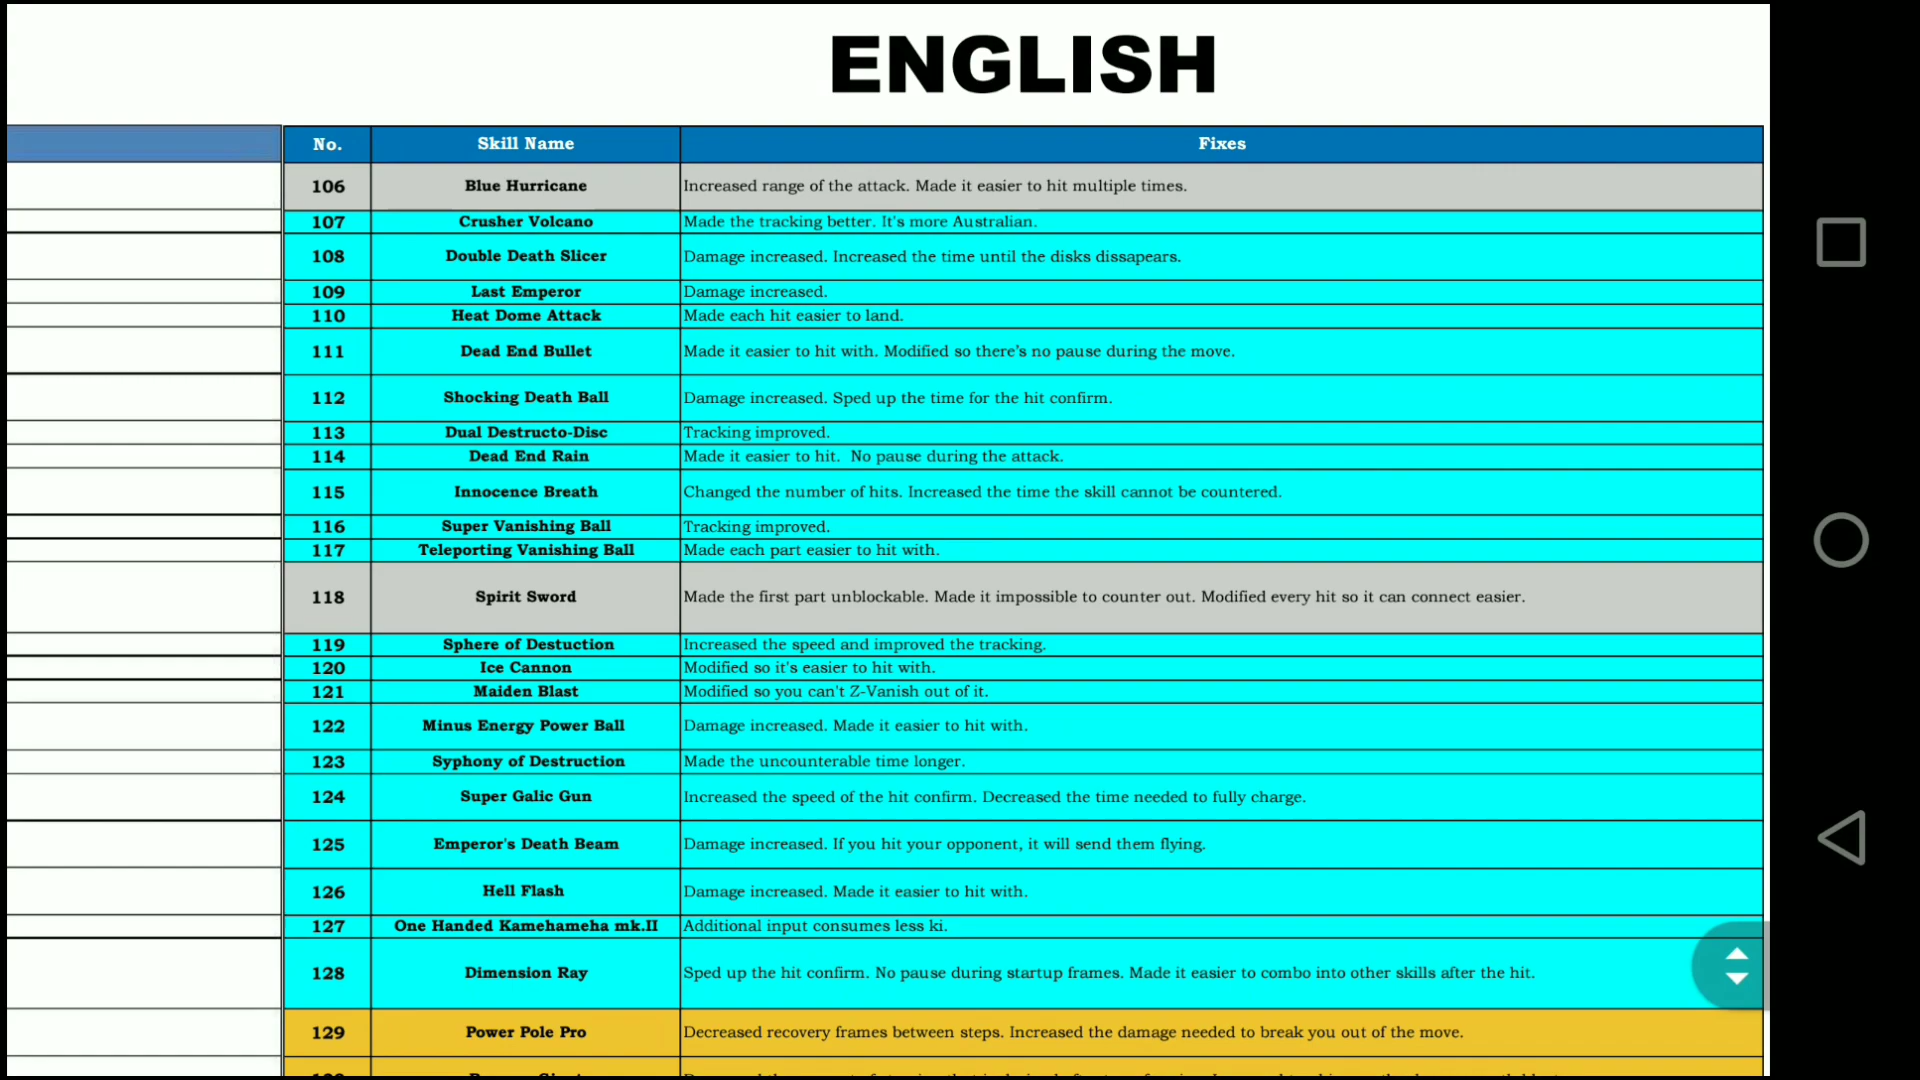 ENGLISH
No. Skill Name Fixes
106 Blue Hurricane Increased range of the attack. Made it easier to hit multiple times.
107 Crusher Volcano Made the tracking better. It's more Australian.
108 Double Death Slicer Damage increased. Increased the time until the disks dissapears.
109 Last Emperor Damage increased.
110 Heat Dome Attack Made each hit easier to land.
111 Dead End Bullet Made it easier to hit with. Modified so there's no pause during the move.
112 Shocking Death Ball Damage increased. Sped up the time for the hit confirm.
113 Dual Destructo-Disc Tracking improved.
114 Dead End Rain Made it easier to hit. No pause during the attack.
115 Innocence Breath Changed the number of hits. Increased the time the skill cannot be countered.
116 Super Vanishing Ball Tracking improved.
117 Teleporting Vanishing Ball Made each part easier to hit with.
118 Spirit Sword Made the first part unblockable. Made it impossible to counter out. Modified every hit so it can connect easier.
119 Sphere of Destuction Increased the speed and improved the tracking.
120 Ice Cannon Modified so it's easier to hit with.
121 Maiden Blast Modified so you can't Z-Vanish out of it.
122 Minus Energy Power Ball Damage increased. Made it easier to hit with.
123 Syphony of Destruction Made the uncounterable time longer.
124 Super Galic Gun Increased the speed of the hit confirm. Decreased the time needed to fully charge.
125 Emperor's Death Beam Damage increased. If you hit your opponent, it will send them flying.
126 Hell Flash Damage increased. Made it easier to hit with.
127 One Handed Kamehameha mk.II Additional input consumes less ki.
128 Dimension Ray Sped up the hit confirm. No pause during startup frames. Made it easier to combo into other skills after the hit.
129 Power Pole Pro Decreased recovery frames between steps. Increased the damage needed to break you out of the move.